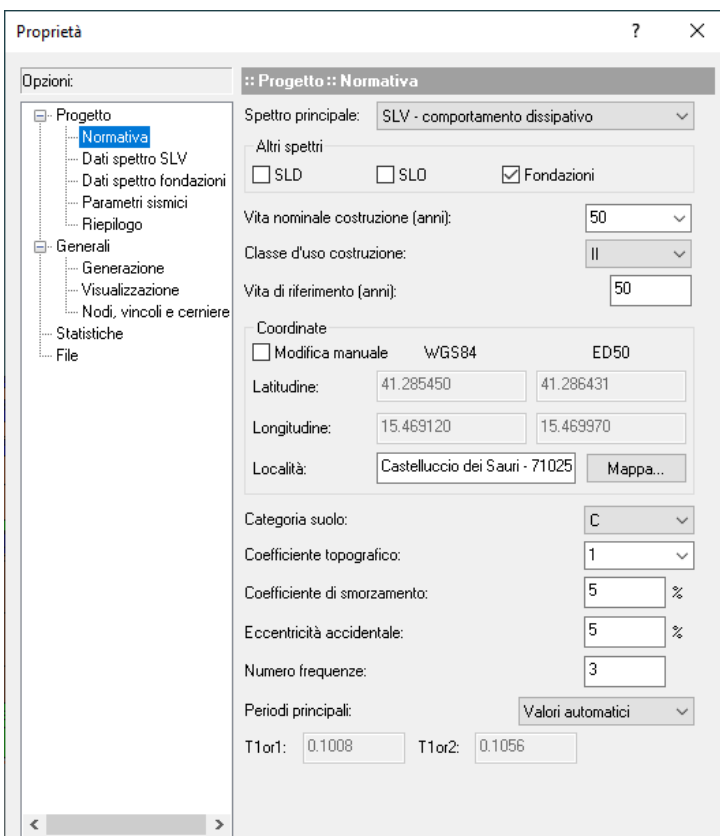 Proprietà
?
Opzioni:
:: Progetto :: Normativa
Progetto
Normativa
Dati spettro SLV
Dati spettro fondazioni
Parametri sismici
Riepilogo
Generali
Generazione
Visualizzazione
Nodi, vincoli e cerniere
Statistiche
File
Spettro principale: SLV - comportamento dissipativo
Altri spettri
SLD SLO Fondazioni
Vita nominale costruzione (anni): 50
Classe d'uso costruzione: II
Vita di riferimento (anni): 50
Coordinate
Modifica manuale WGS84 ED50
Latitudine: 41.285450 41.286431
Longitudine: 15.469120 15.469970
Località: Castelluccio dei Sauri - 71025 Mappa...
Categoria suolo: C
Coefficiente topografico: 1
Coefficiente di smorzamento: 5 %
Eccentricità accidentale: 5 %
Numero frequenze: 3
Periodi principali: Valori automatici
T1or1: 0.1008 T1or2: 0.1056